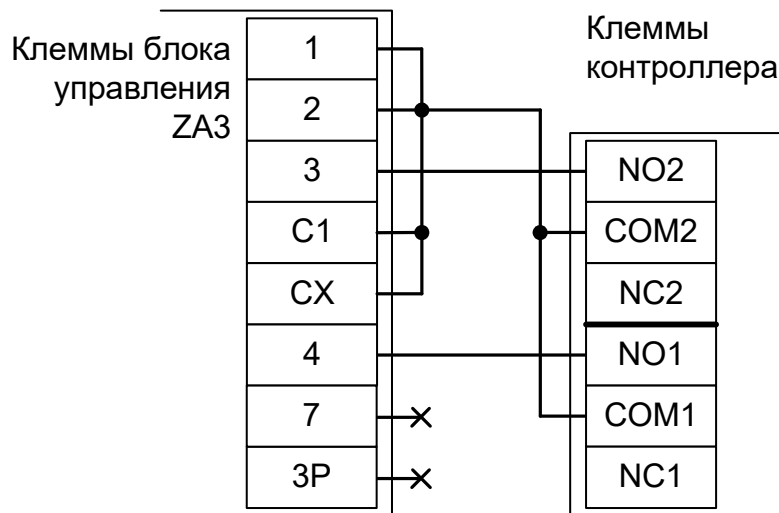 Клеммы блока
управления
ZA3
1
2
3
C1
CX
4
7
3P
Клеммы
контроллера
NO2
COM2
NC2
NO1
COM1
NC1